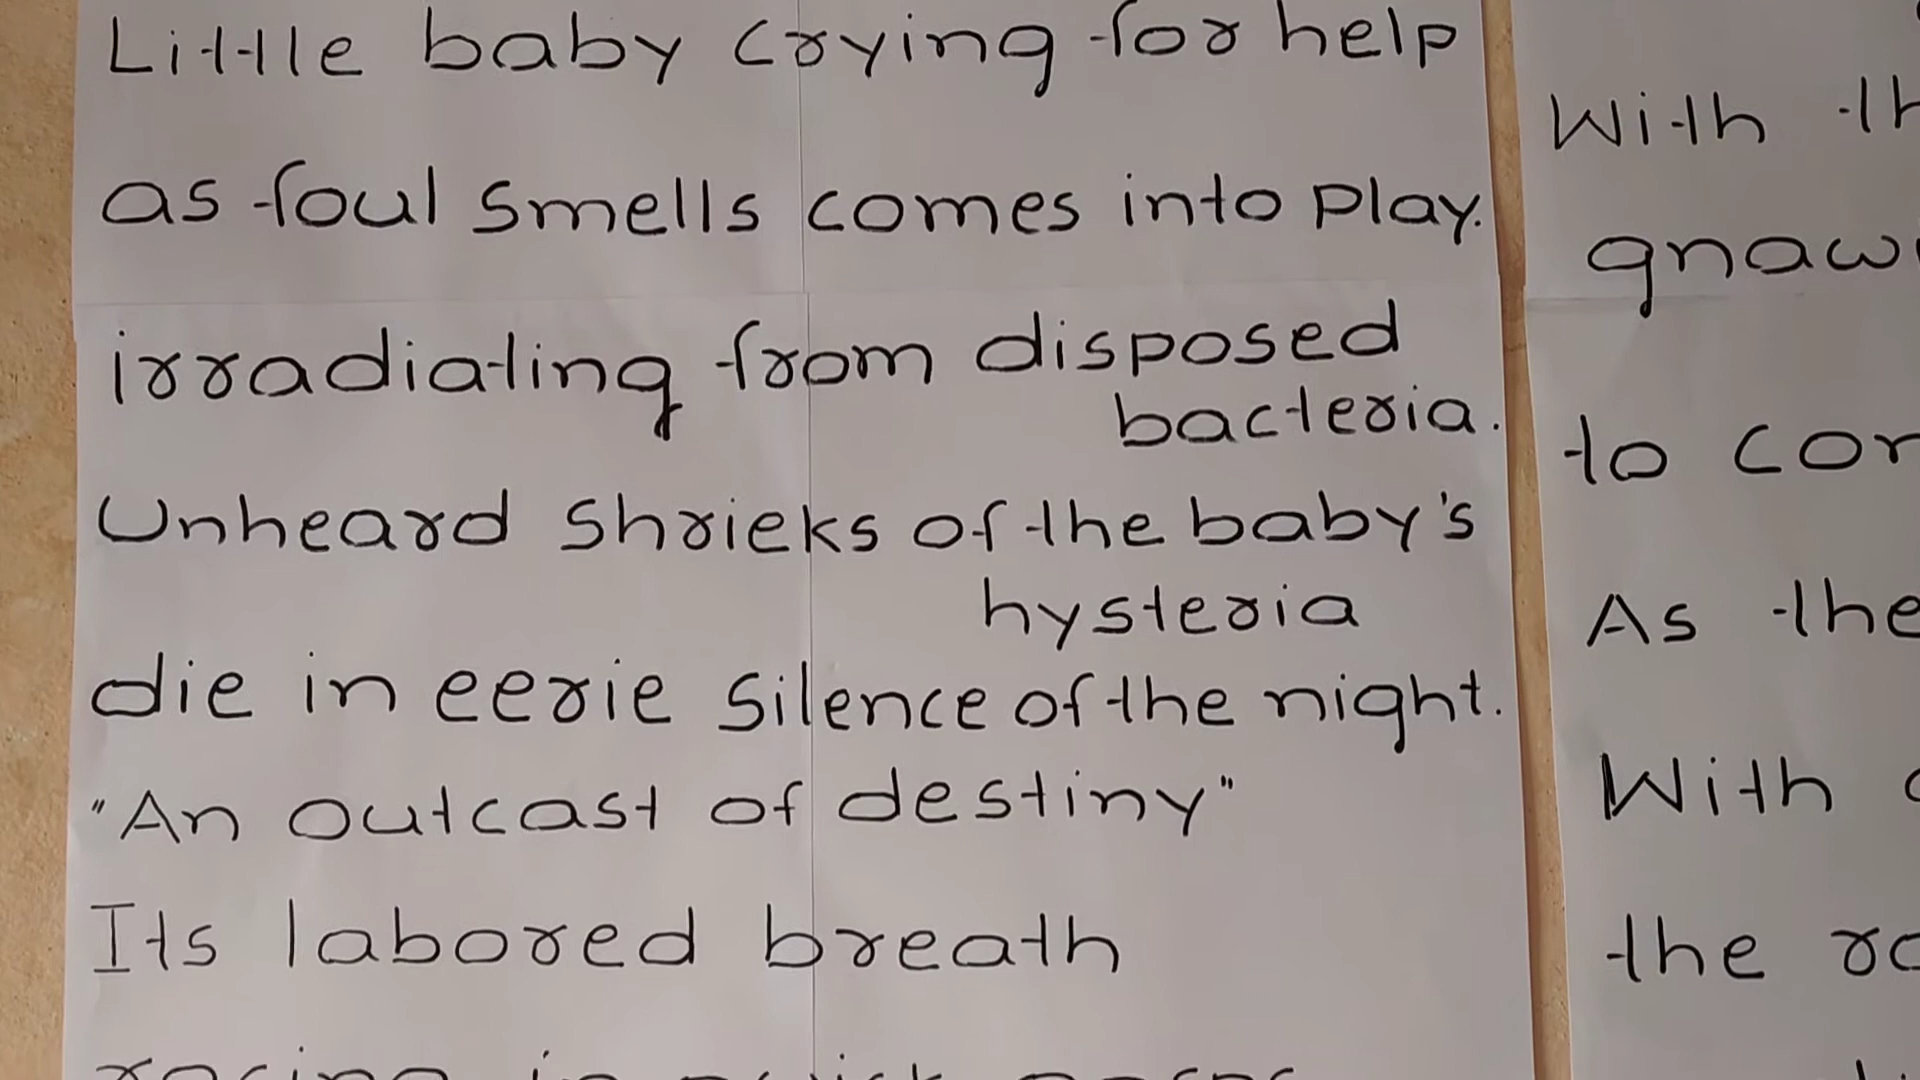 Little baby crying for help
as foul smells comes into play.
irradiating from disposed
bacteria.
Unheard shrieks of the baby's
hysteria
die in eerie silence of the night.
"An outcast of destiny"
Its labored breath
With
gnaw
to
As the
With
the